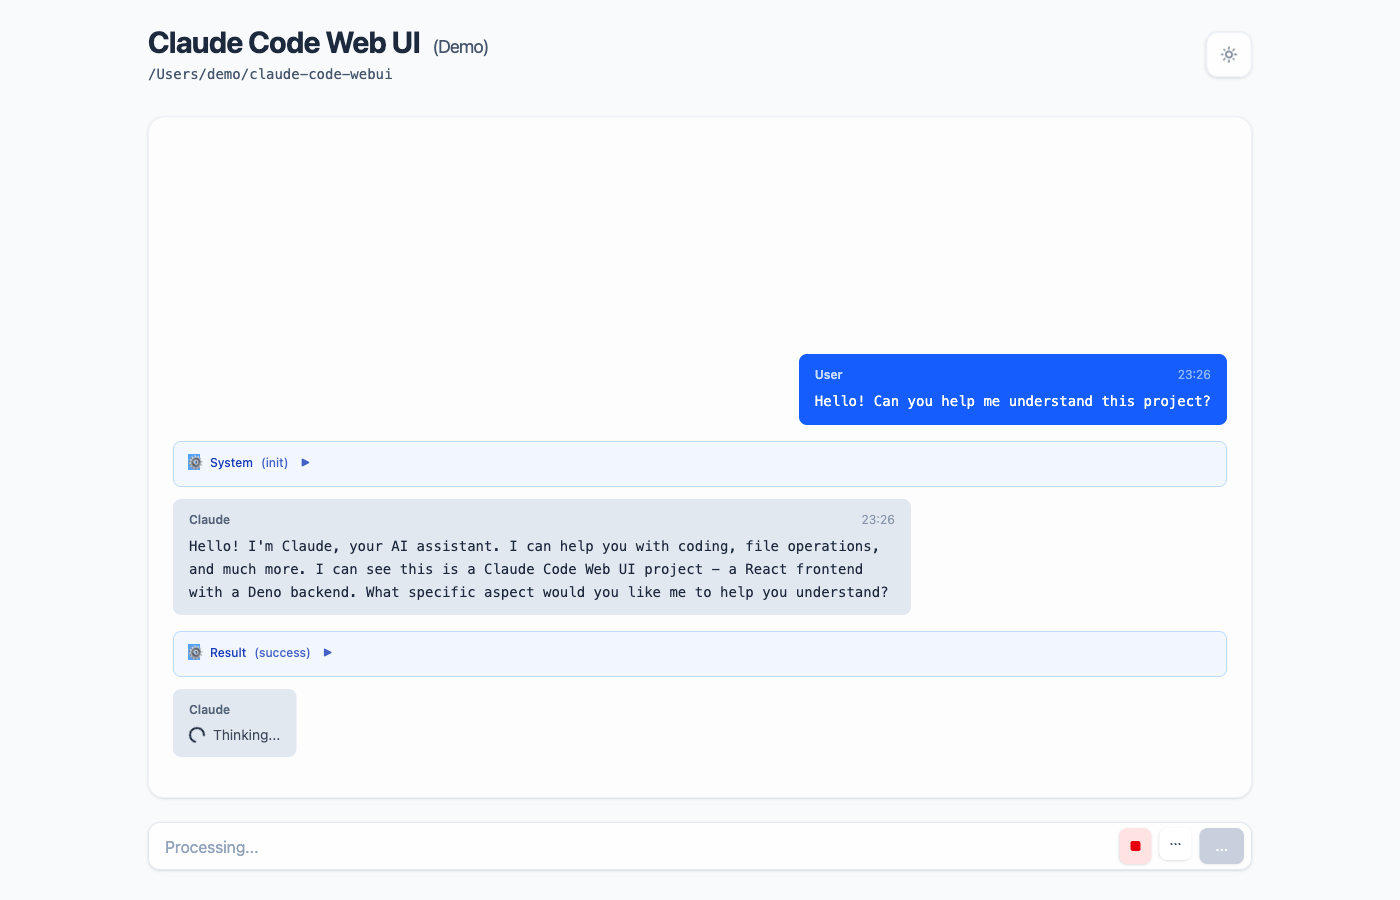 Claude Code Web UI (Demo)
/Users/demo/claude-code-webui
User 23:26
Hello! Can you help me understand this project?
System (init)
Claude 23:26
Hello! I'm Claude, your AI assistant. I can help you with coding, file operations,
and much more. I can see this is a Claude Code Web UI project – a React frontend
with a Deno backend. What specific aspect would you like me to help you understand?
Result (success)
Claude
Thinking...
Processing...
...
...